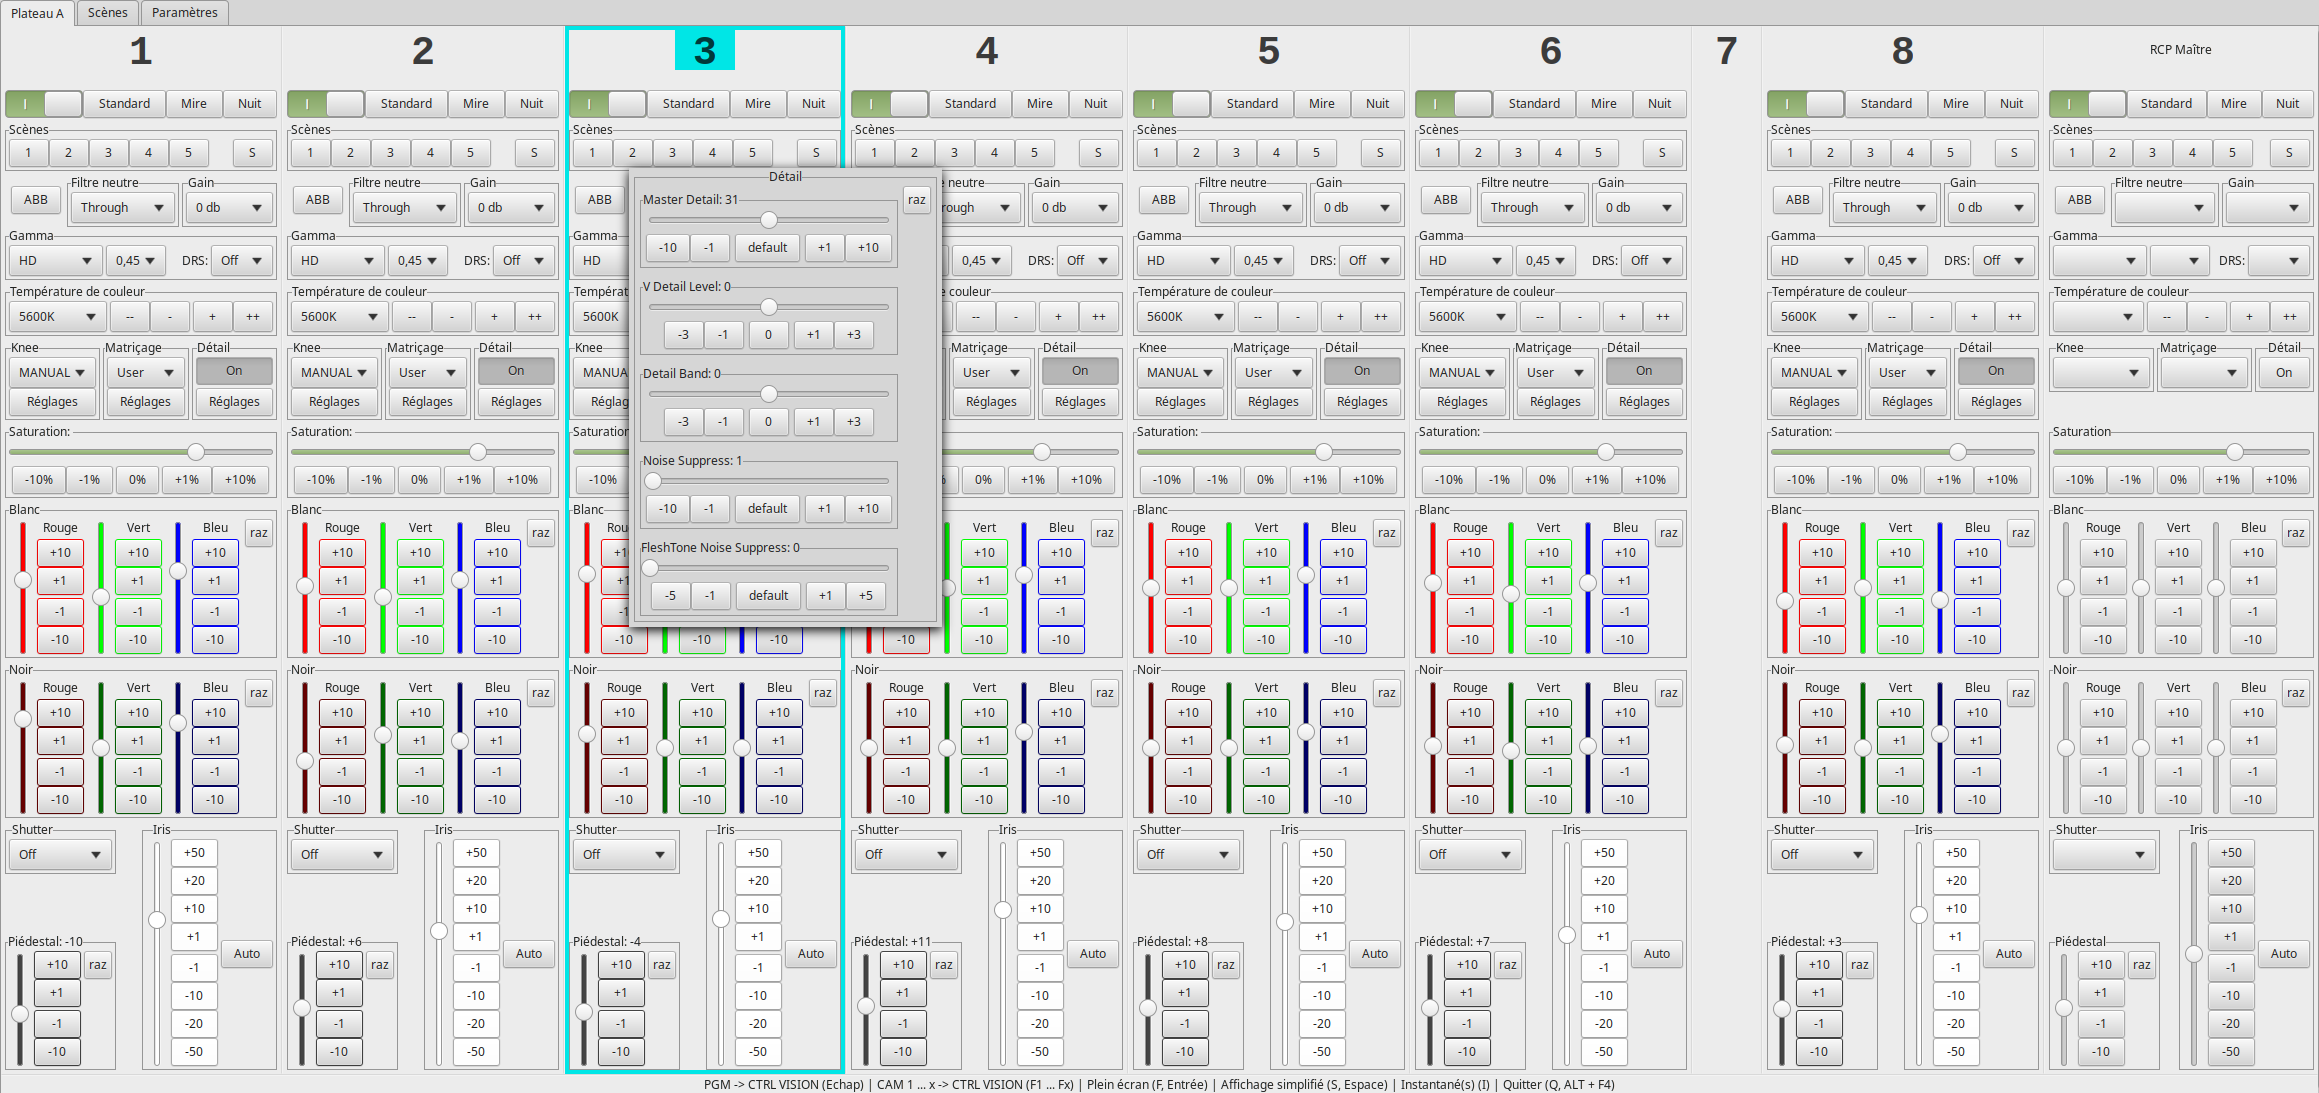 Plateau A Scènes Paramètres
1 2 3 4 5 6 7 8 RCP Maître
I Standard Mire Nuit I Standard Mire Nuit I Standard Mire Nuit I Standard Mire Nuit I Standard Mire Nuit I Standard Mire Nuit I Standard Mire Nuit I Standard Mire Nuit
Scènes Scènes Scènes Scènes Scènes Scènes Scènes Scènes
1 2 3 4 5 S 1 2 3 4 5 S 1 2 3 4 5 S 1 2 3 4 5 S 1 2 3 4 5 S 1 2 3 4 5 S 1 2 3 4 5 S 1 2 3 4 5 S
Filtre neutre Gain Filtre neutre Gain e neutre Gain Filtre neutre Gain Filtre neutre Gain Filtre neutre Gain Filtre neutre Gain
ABB Through 0 db ABB Through 0 db ABB rough 0 db ABB Through 0 db ABB Through 0 db ABB Through 0 db ABB
Gamma Gamma Gamma Gamma Gamma Gamma Gamma
HD 0,45 DRS: Off HD 0,45 DRS: Off HD 0,45 DRS: Off HD 0,45 DRS: Off HD 0,45 DRS: Off HD 0,45 DRS: Off DRS:
Température de couleur Température de couleur Températ e couleur Température de couleur Température de couleur Température de couleur Température de couleur
5600K -- - + ++ 5600K -- - + ++ 5600K -- - + ++ 5600K -- - + ++ 5600K -- - + ++ 5600K -- - + ++ -- - + ++
Knee Matriçage Détail Knee Matriçage Détail Knee Matriçage Détail Knee Matriçage Détail Knee Matriçage Détail Knee Matriçage Détail Knee Matriçage Détail
MANUAL User On MANUAL User On MANUA User On MANUAL User On MANUAL User On MANUAL User On On
Réglages Réglages Réglages Réglages Réglages Réglages Réglag Réglages Réglages Réglages Réglages Réglages Réglages Réglages Réglages Réglages Réglages Réglages
Saturation: Saturation: Saturation Saturation: Saturation: Saturation: Saturation
-10% -1% 0% +1% +10% -10% -1% 0% +1% +10% -10% 0% +1% +10% -10% -1% 0% +1% +10% -10% -1% 0% +1% +10% -10% -1% 0% +1% +10% -10% -1% 0% +1% +10%
Détail
Master Detail: 31 raz
-10 -1 default +1 +10
V Detail Level: 0
-3 -1 0 +1 +3
Detail Band: 0
-3 -1 0 +1 +3
Noise Suppress: 1
-10 -1 default +1 +10
FleshTone Noise Suppress: 0
-5 -1 default +1 +5
Blanc Blanc Blanc Blanc Blanc Blanc Blanc
Rouge Vert Bleu raz Rouge Vert Bleu raz Rou Vert Bleu raz Rouge Vert Bleu raz Rouge Vert Bleu raz Rouge Vert Bleu raz Rouge Vert Bleu raz
+10 +10 +10 +10 +10 +10 +1 +10 +10 +10 +10 +10 +10 +10 +10 +10 +10 +10 +10 +10 +10
+1 +1 +1 +1 +1 +1 +1 +1 +1 +1 +1 +1 +1 +1 +1 +1 +1 +1 +1 +1
-1 -1 -1 -1 -1 -1 -1 -1 -1 -1 -1 -1 -1 -1 -1 -1 -1 -1 -1 -1
-10 -10 -10 -10 -10 -10 -10 -10 -10 -10 -10 -10 -10 -10 -10 -10 -10 -10 -10 -10 -10 -10 -10 -10
Noir Noir Noir Noir Noir Noir Noir Noir
Rouge Vert Bleu raz Rouge Vert Bleu raz Rouge Vert Bleu raz Rouge Vert Bleu raz Rouge Vert Bleu raz Rouge Vert Bleu raz Rouge Vert Bleu raz Rouge Vert Bleu raz
+10 +10 +10 +10 +10 +10 +10 +10 +10 +10 +10 +10 +10 +10 +10 +10 +10 +10 +10 +10 +10 +10 +10 +10
+1 +1 +1 +1 +1 +1 +1 +1 +1 +1 +1 +1 +1 +1 +1 +1 +1 +1 +1 +1 +1 +1 +1 +1
-1 -1 -1 -1 -1 -1 -1 -1 -1 -1 -1 -1 -1 -1 -1 -1 -1 -1 -1 -1 -1 -1 -1 -1
-10 -10 -10 -10 -10 -10 -10 -10 -10 -10 -10 -10 -10 -10 -10 -10 -10 -10 -10 -10 -10 -10 -10 -10
Shutter Iris Shutter Iris Shutter Iris Shutter Iris Shutter Iris Shutter Iris Shutter Iris Shutter Iris
Off +50 Off +50 Off +50 Off +50 Off +50 Off +50 Off +50 +50
+20 +20 +20 +20 +20 +20 +20 +20
+10 +10 +10 +10 +10 +10 +10 +10
+1 +1 +1 +1 +1 +1 +1 +1
Piédestal: -10 Auto Piédestal: +6 Auto Piédestal: -4 Auto Piédestal: +11 Auto Piédestal: +8 Auto Piédestal: +7 Auto Piédestal: +3 Auto Piédestal Auto
+10 raz -1 +10 raz -1 +10 raz -1 +10 raz -1 +10 raz -1 +10 raz -1 +10 raz -1 +10 raz -1
+1 -10 +1 -10 +1 -10 +1 -10 +1 -10 +1 -10 +1 -10 +1 -10
-1 -20 -1 -20 -1 -20 -1 -20 -1 -20 -1 -20 -1 -20 -1 -20
-10 -50 -10 -50 -10 -50 -10 -50 -10 -50 -10 -50 -10 -50 -10 -50
PGM -> CTRL VISION (Echap) | CAM 1 ... x -> CTRL VISION (F1 ... Fx) | Plein écran (F, Entrée) | Affichage simplifié (S, Espace) | Instantané(s) (I) | Quitter (Q, ALT + F4)